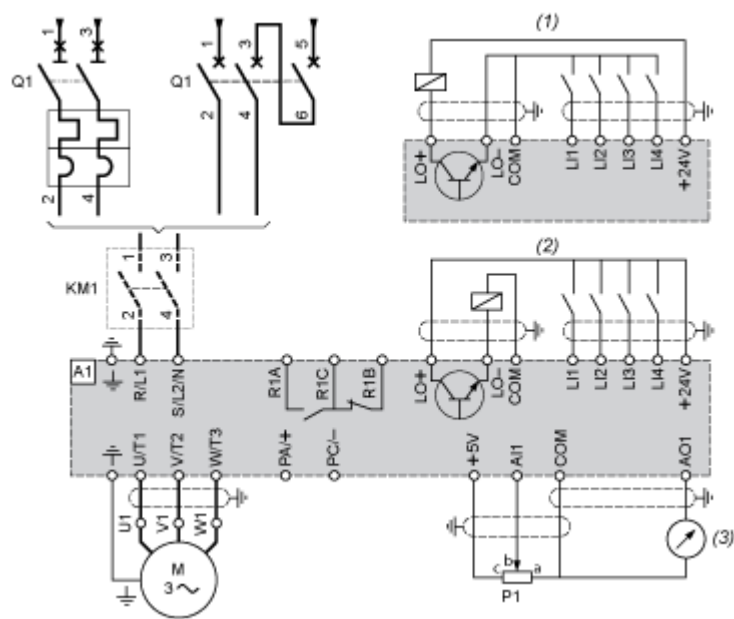 (1)
1
3
1
3
5
Q1
Q1
2
4
6
2
4
LO+
LO−
COM
LI1
LI2
LI3
LI4
+24V
(2)
1
3
KM1
2
4
A1
R/L1
S/L2/N
R1A
R1C
R1B
LO+
LO−
COM
LI1
LI2
LI3
LI4
+24V
U/T1
V/T2
W/T3
PA/+
PC/−
+5V
AI1
COM
AO1
U1
V1
W1
M
3
c
b
a
P1
(3)